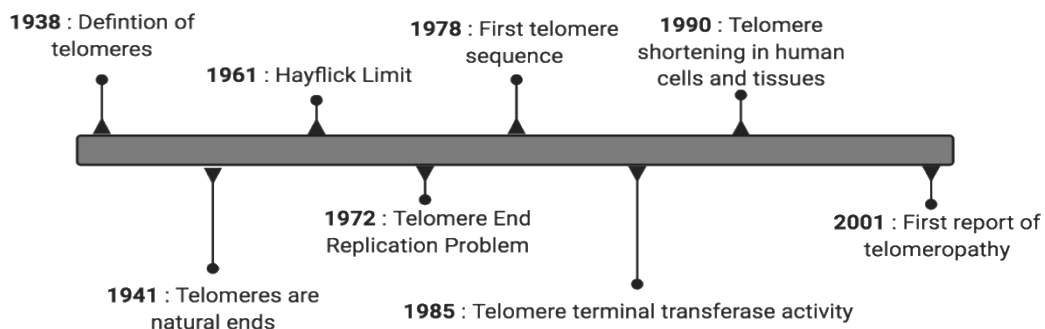 1938 : Defintion of
telomeres
1941 : Telomeres are
natural ends
1961 : Hayflick Limit
1972 : Telomere End
Replication Problem
1978 : First telomere
sequence
1985 : Telomere terminal transferase activity
1990 : Telomere
shortening in human
cells and tissues
2001 : First report of
telomeropathy